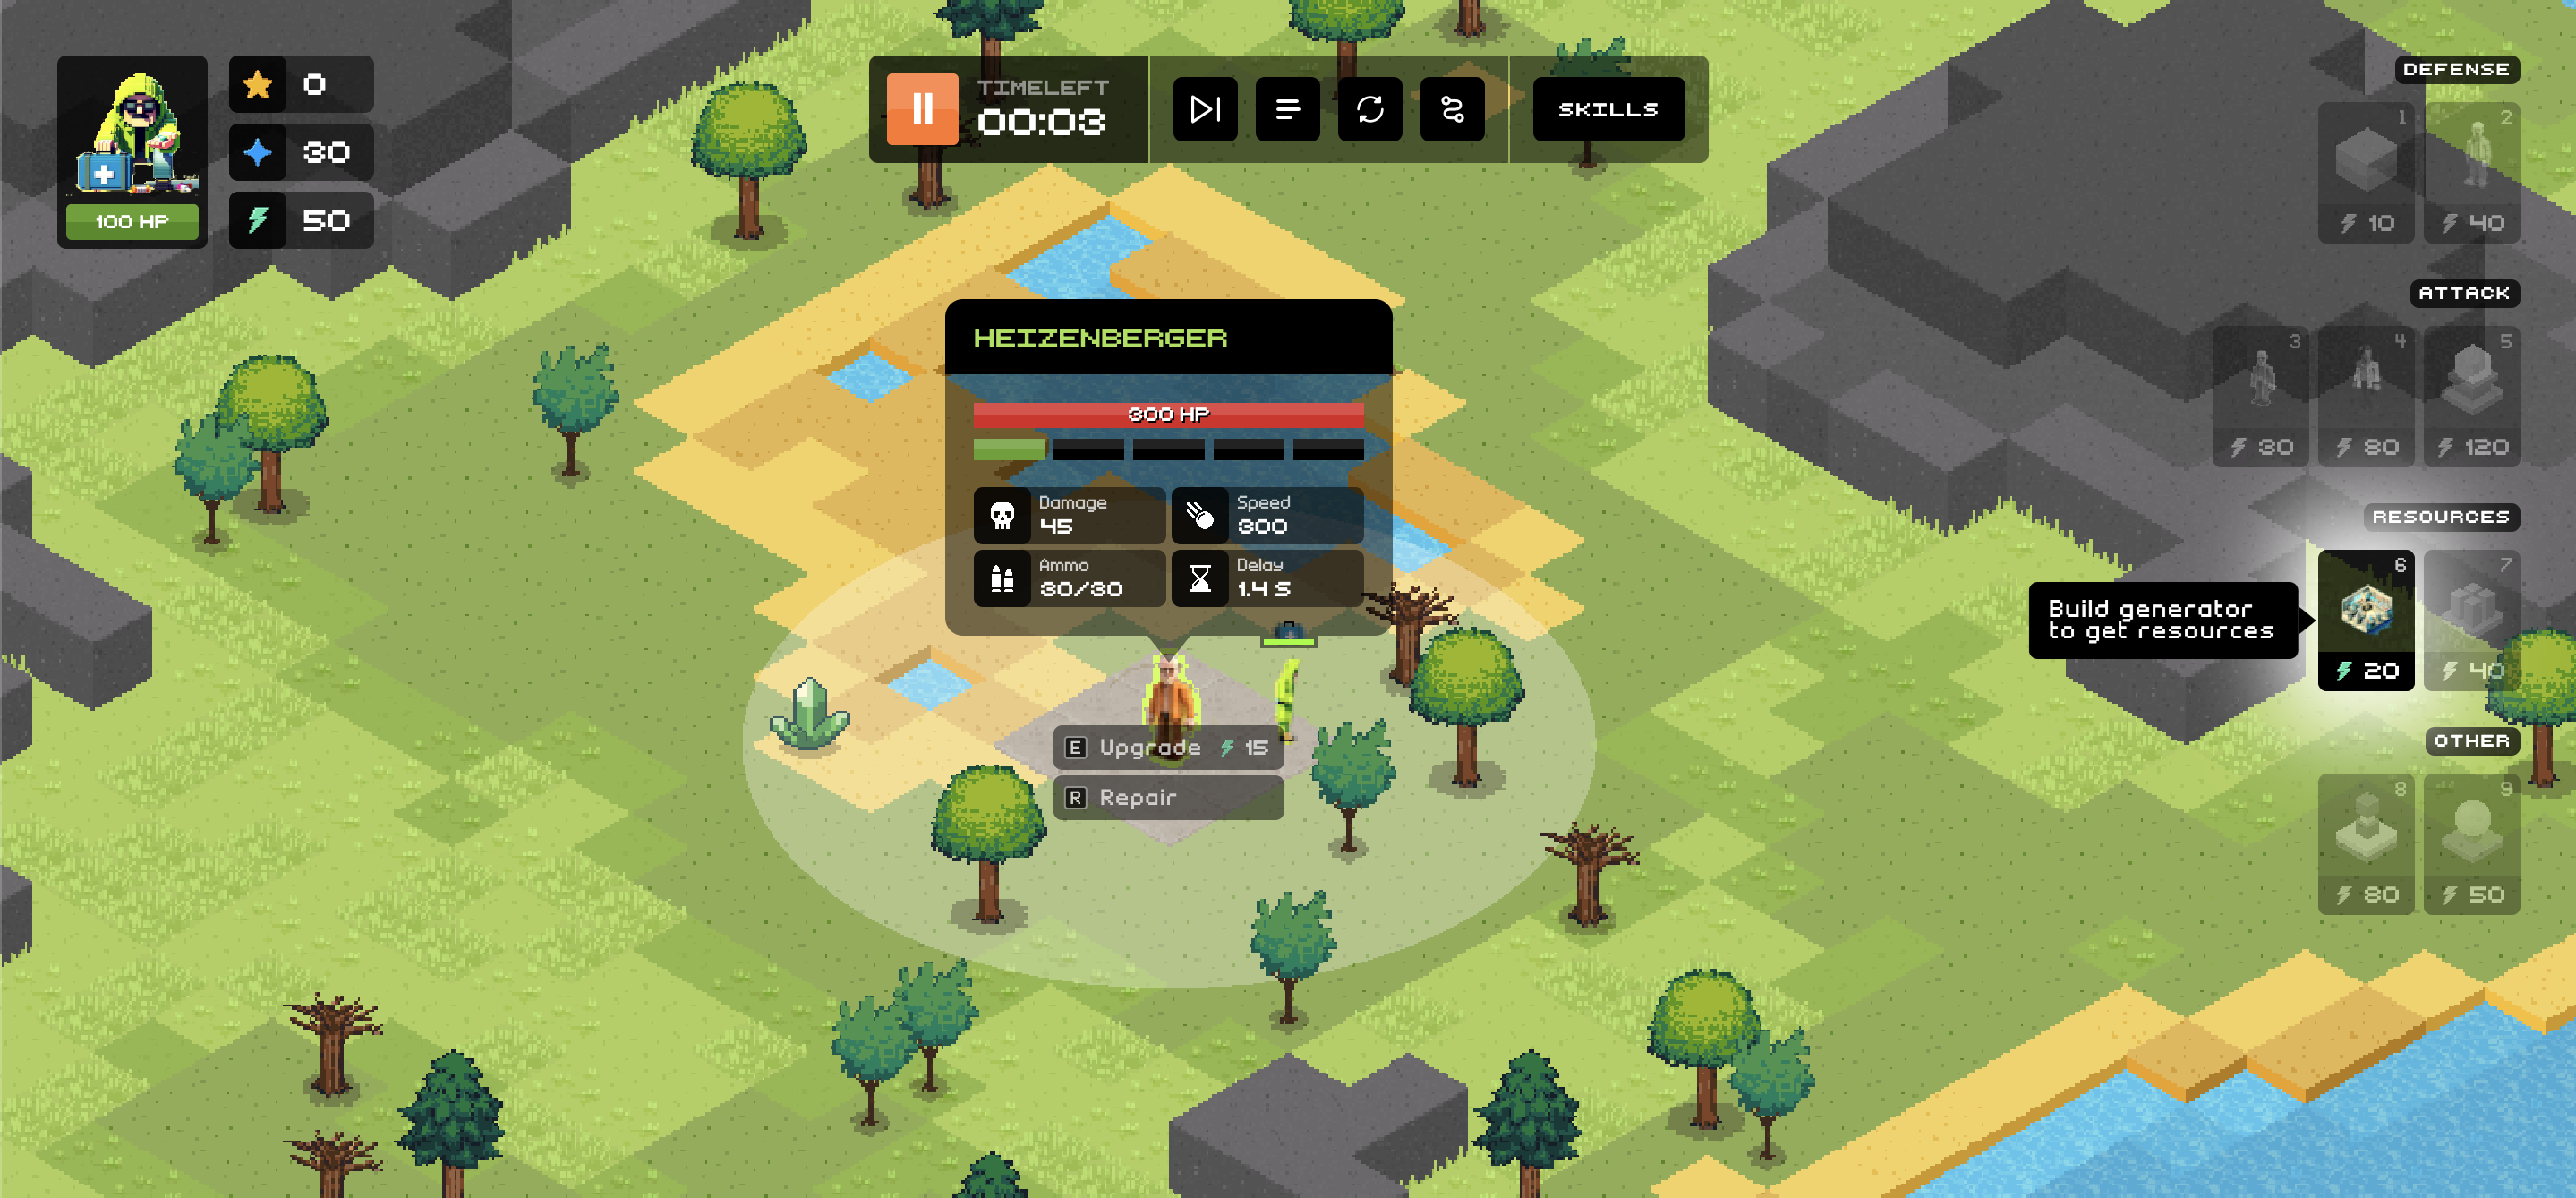 0
30
50
100 HP
TIMELEFT
00:03
SKILLS
HEIZENBERGER
300 HP
Damage
45
Speed
300
Ammo
30/30
Delay
1.4 S
E Upgrade 15
R Repair
DEFENSE
1
2
10
40
ATTACK
3
4
5
30
80
120
RESOURCES
6
7
Build generator
to get resources
20
40
OTHER
8
9
80
50